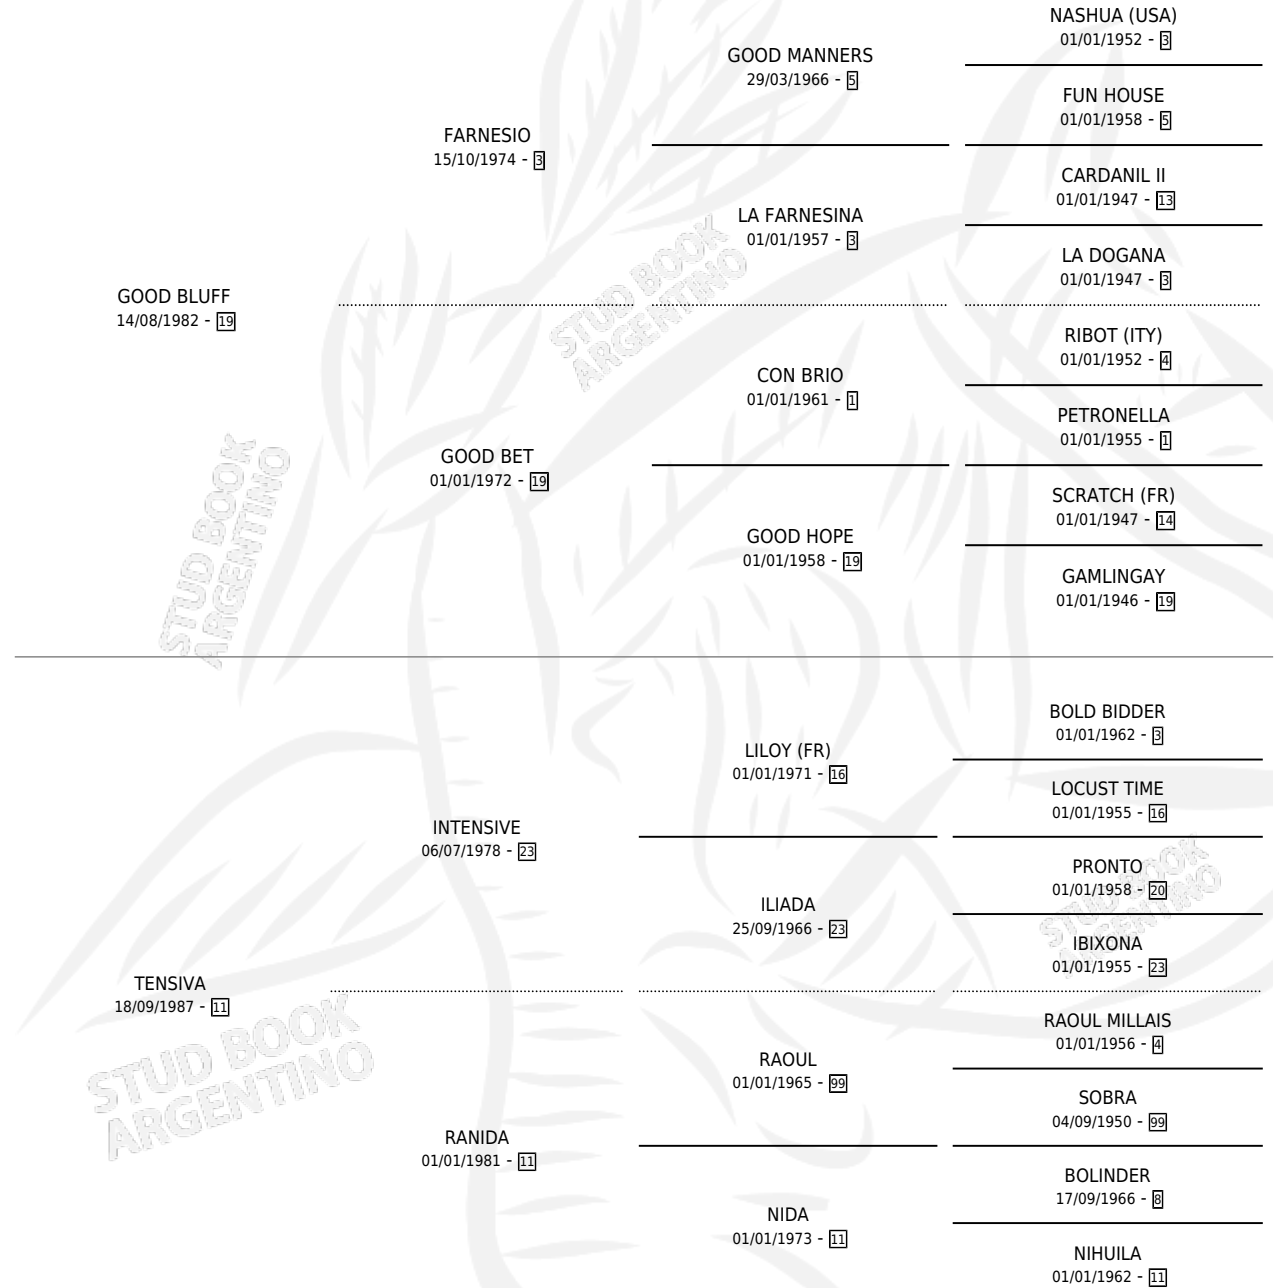 NASHUA (USA)
01/01/1952 - 3
GOOD MANNERS
29/03/1966 - 5
FUN HOUSE
01/01/1958 - 5
FARNESIO
15/10/1974 - 3
CARDANIL II
01/01/1947 - 13
LA FARNESINA
01/01/1957 - 3
LA DOGANA
01/01/1947 - 3
GOOD BLUFF
14/08/1982 - 19
RIBOT (ITY)
01/01/1952 - 4
CON BRIO
01/01/1961 - 1
PETRONELLA
01/01/1955 - 1
GOOD BET
01/01/1972 - 19
SCRATCH (FR)
01/01/1947 - 14
GOOD HOPE
01/01/1958 - 19
GAMLINGAY
01/01/1946 - 19
BOLD BIDDER
01/01/1962 - 3
LILOY (FR)
01/01/1971 - 16
LOCUST TIME
01/01/1955 - 16
INTENSIVE
06/07/1978 - 23
PRONTO
01/01/1958 - 20
ILIADA
25/09/1966 - 23
IBIXONA
01/01/1955 - 23
TENSIVA
18/09/1987 - 11
RAOUL MILLAIS
01/01/1956 - 4
RAOUL
01/01/1965 - 99
SOBRA
04/09/1950 - 99
RANIDA
01/01/1981 - 11
BOLINDER
17/09/1966 - 8
NIDA
01/01/1973 - 11
NIHUILA
01/01/1962 - 11
STUD BOOK
ARGENTINO
STUD BOOK
ARGENTINO
STUD BOOK
ARGENTINO
STUD BOOK
ARGENTINO